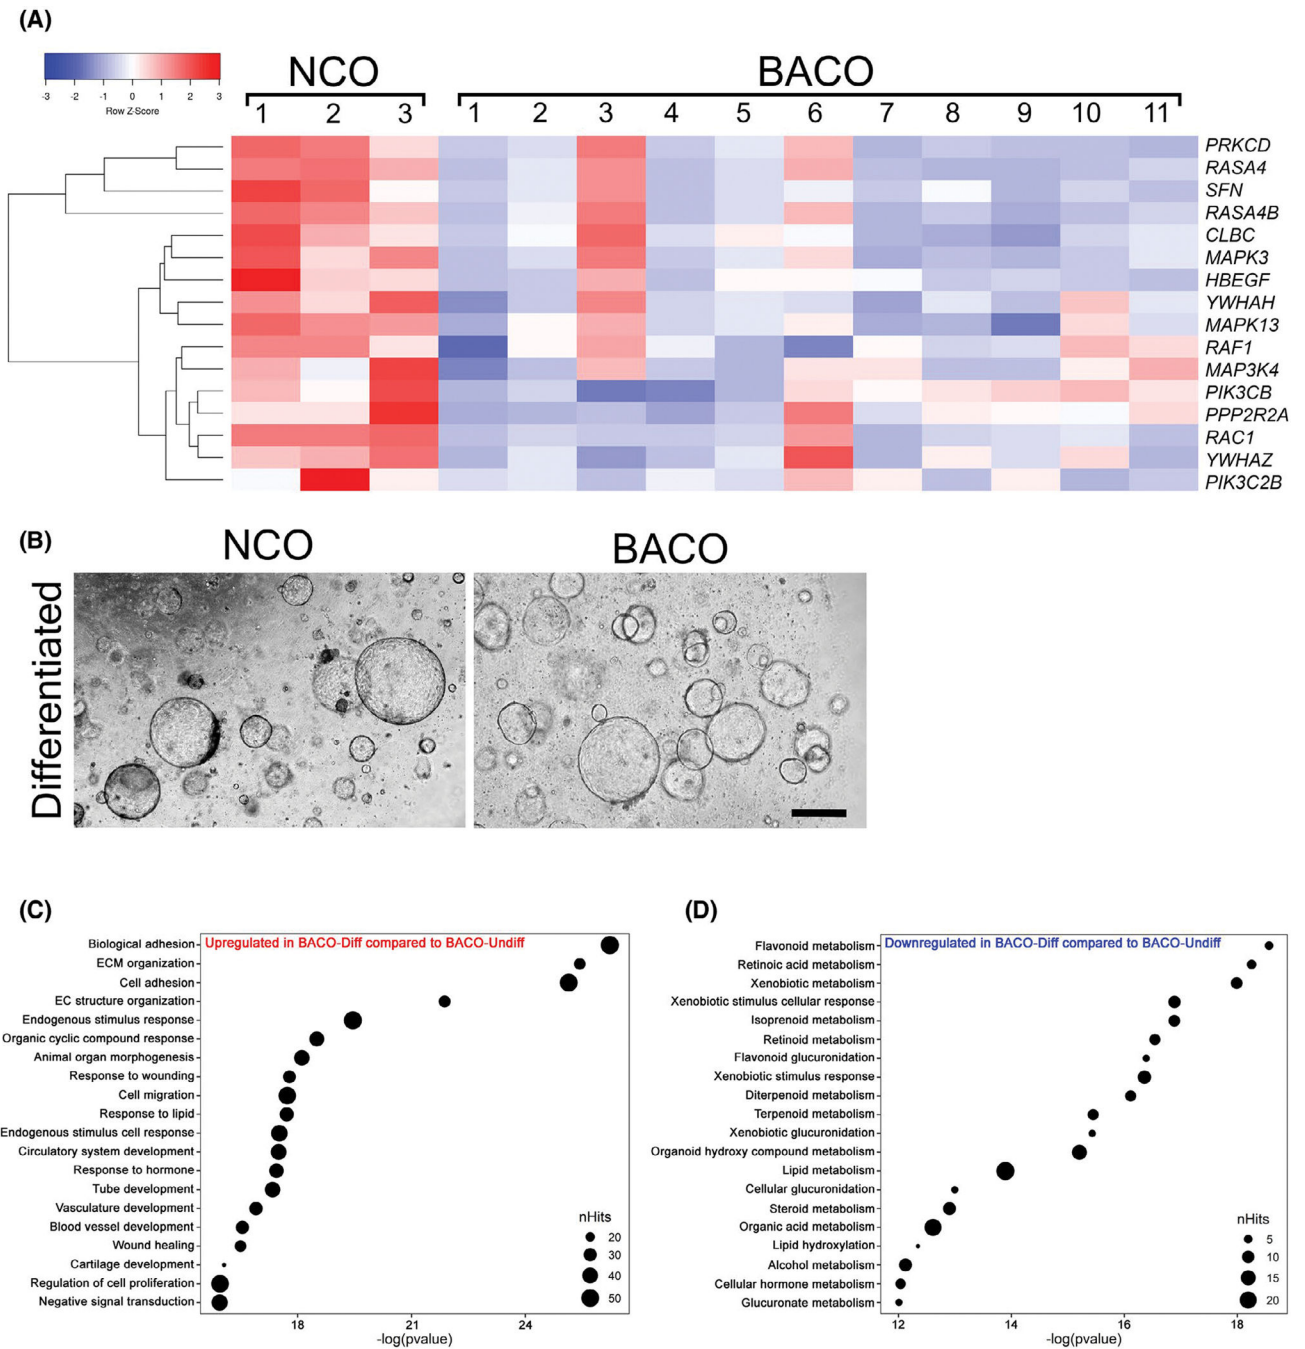 (A)
NCO
BACO
-3 -2 -1 0 1 2 3
Row Z-Score
1 2 3 1 2 3 4 5 6 7 8 9 10 11
PRKCD
RASA4
SFN
RASA4B
CLBC
MAPK3
HBEGF
YWHAH
MAPK13
RAF1
MAP3K4
PIK3CB
PPP2R2A
RAC1
YWHAZ
PIK3C2B
(B)
NCO
BACO
Differentiated
(C)
Upregulated in BACO-Diff compared to BACO-Undiff
Biological adhesion
ECM organization
Cell adhesion
EC structure organization
Endogenous stimulus response
Organic cyclic compound response
Animal organ morphogenesis
Response to wounding
Cell migration
Response to lipid
Endogenous stimulus cell response
Circulatory system development
Response to hormone
Tube development
Vasculature development
Blood vessel development
Wound healing
Cartilage development
Regulation of cell proliferation
Negative signal transduction
nHits
20
30
40
50
18 21 24
-log(pvalue)
(D)
Downregulated in BACO-Diff compared to BACO-Undiff
Flavonoid metabolism
Retinoic acid metabolism
Xenobiotic metabolism
Xenobiotic stimulus cellular response
Isoprenoid metabolism
Retinoid metabolism
Flavonoid glucuronidation
Xenobiotic stimulus response
Diterpenoid metabolism
Terpenoid metabolism
Xenobiotic glucuronidation
Organoid hydroxy compound metabolism
Lipid metabolism
Cellular glucuronidation
Steroid metabolism
Organic acid metabolism
Lipid hydroxylation
Alcohol metabolism
Cellular hormone metabolism
Glucuronate metabolism
nHits
5
10
15
20
12 14 16 18
-log(pvalue)